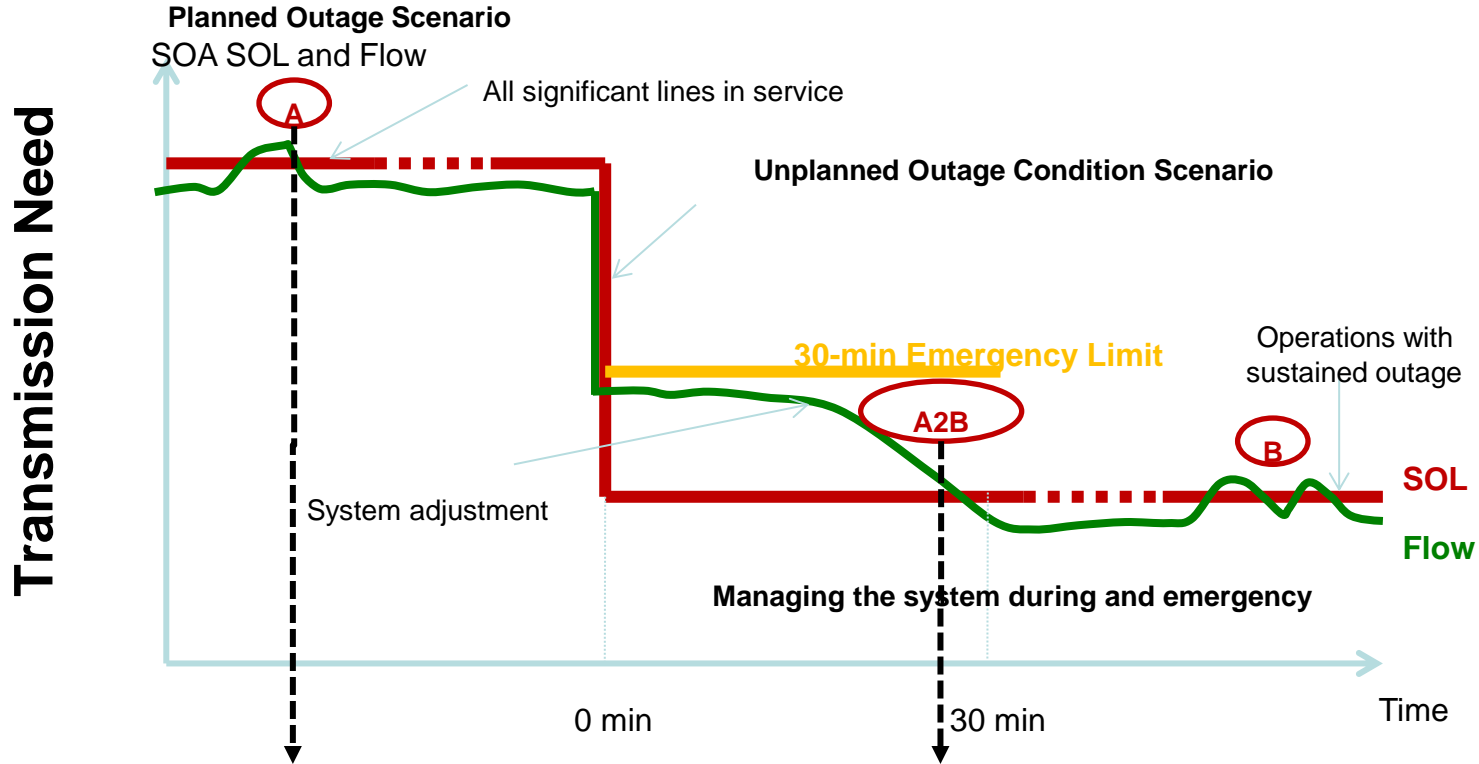 Planned Outage Scenario
SOA SOL and Flow
A
All significant lines in service
Unplanned Outage Condition Scenario
Transmission Need
30-min Emergency Limit
Operations with
sustained outage
A2B
B
SOL
System adjustment
Flow
Managing the system during and emergency
0 min
30 min
Time